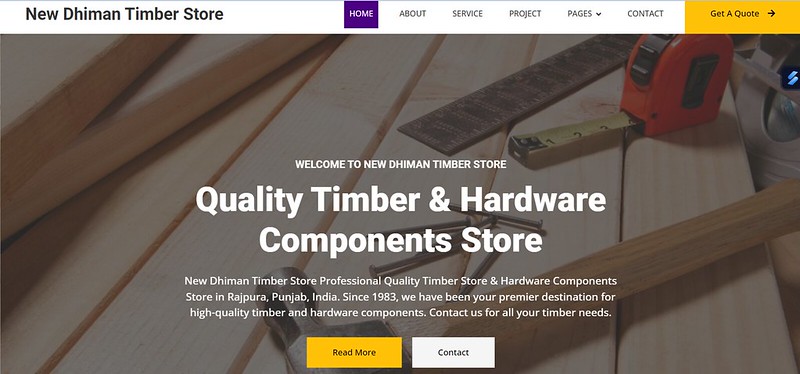 New Dhiman Timber Store
HOME
ABOUT
SERVICE
PROJECT
PAGES
CONTACT
Get A Quote
WELCOME TO NEW DHIMAN TIMBER STORE
Quality Timber & Hardware
Components Store
New Dhiman Timber Store Professional Quality Timber Store & Hardware Components
Store in Rajpura, Punjab, India. Since 1983, we have been your premier destination for
high-quality timber and hardware components. Contact us for all your timber needs.
Read More
Contact